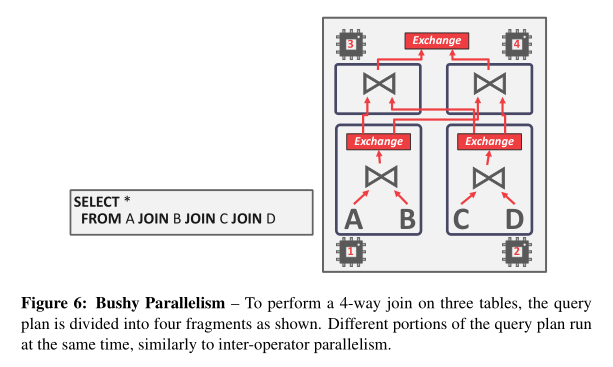 3
Exchange
4
Exchange
Exchange
A
B
C
D
1
2
SELECT *
FROM A JOIN B JOIN C JOIN D
Figure 6: Bushy Parallelism – To perform a 4-way join on three tables, the query
plan is divided into four fragments as shown. Different portions of the query plan run
at the same time, similarly to inter-operator parallelism.